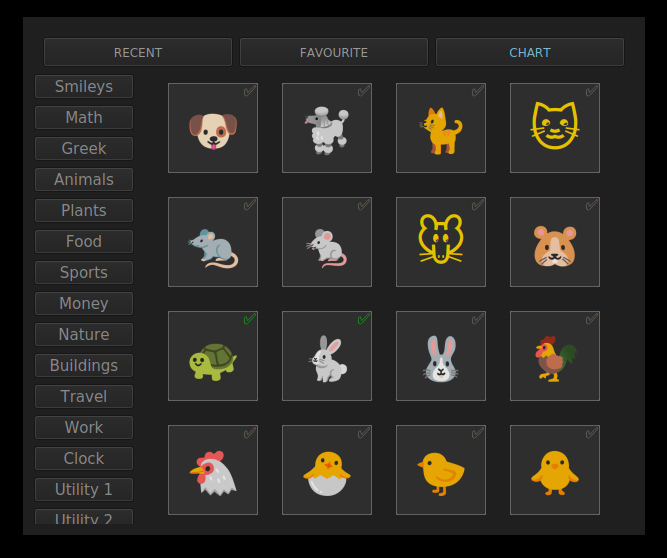 RECENT
FAVOURITE
CHART
Smileys
Math
Greek
Animals
Plants
Food
Sports
Money
Nature
Buildings
Travel
Work
Clock
Utility 1
Utility 2